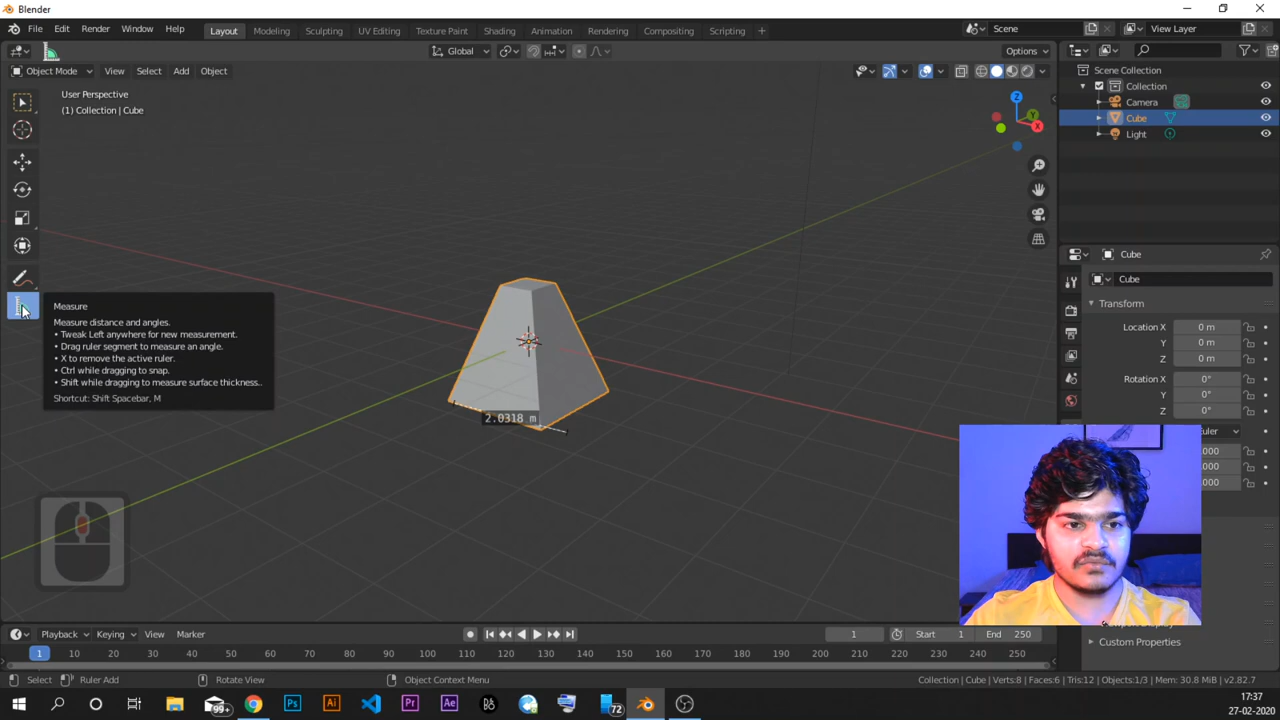 Blender
File Edit Render Window Help Layout Modeling Sculpting UV Editing Texture Paint Shading Animation Rendering Compositing Scripting + Scene View Layer
Global Options
Object Mode View Select Add Object
User Perspective
(1) Collection | Cube
Z
Y
X
Scene Collection
Collection
Camera
Cube
Light
Measure
Measure distance and angles.
• Tweak Left anywhere for new measurement.
• Drag ruler segment to measure an angle.
• X to remove the active ruler.
• Ctrl while dragging to snap.
• Shift while dragging to measure surface thickness..
Shortcut: Shift Spacebar, M
2.0318 m
Cube
Cube
Transform
Location X 0 m
Y 0 m
Z 0 m
Rotation X 0°
Y 0°
Z 0°
Custom Properties
Playback Keying View Marker 1 Start 1 End 250
1 10 20 30 40 50 60 70 80 90 100 110 120 130 140 150 160 170 180 190 200 210 220 230 240 250
Select Ruler Add Rotate View Object Context Menu Collection | Cube | Verts:8 | Faces:6 | Tris:12 | Objects:1/3 | Mem: 30.8 MiB | v2.82.7
99+ Ps Ai Pr Ae 72
17:37
27-02-2020